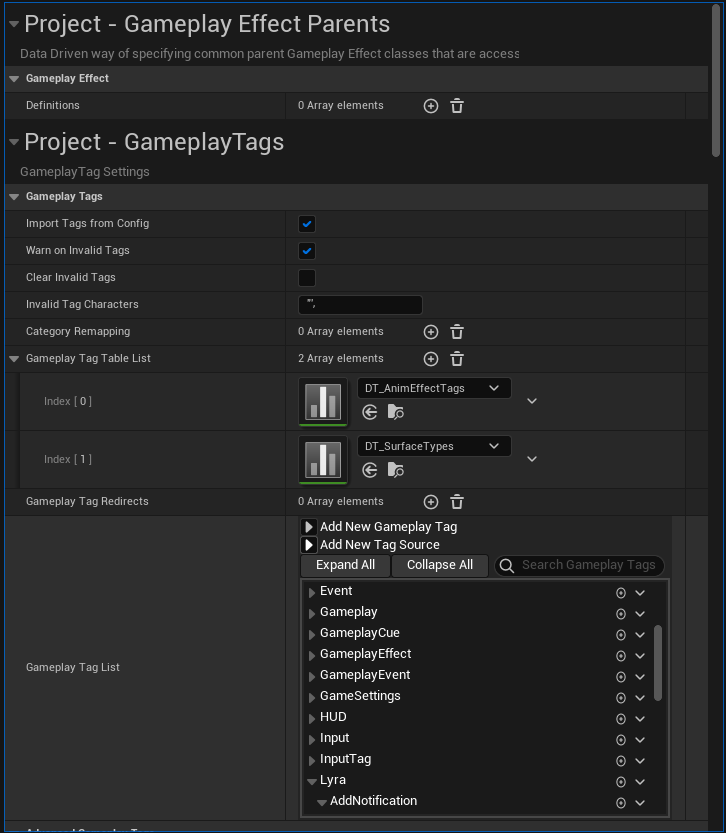 Project - Gameplay Effect Parents
Data Driven way of specifying common parent Gameplay Effect classes that are access
Gameplay Effect
Definitions
0 Array elements
Project - GameplayTags
GameplayTag Settings
Gameplay Tags
Import Tags from Config
Warn on Invalid Tags
Clear Invalid Tags
Invalid Tag Characters
"',
Category Remapping
0 Array elements
Gameplay Tag Table List
2 Array elements
Index [ 0 ]
DT_AnimEffectTags
Index [ 1 ]
DT_SurfaceTypes
Gameplay Tag Redirects
0 Array elements
Gameplay Tag List
Add New Gameplay Tag
Add New Tag Source
Expand All
Collapse All
Search Gameplay Tags
Event
Gameplay
GameplayCue
GameplayEffect
GameplayEvent
GameSettings
HUD
Input
InputTag
Lyra
AddNotification
Advanced Gameplay Tags